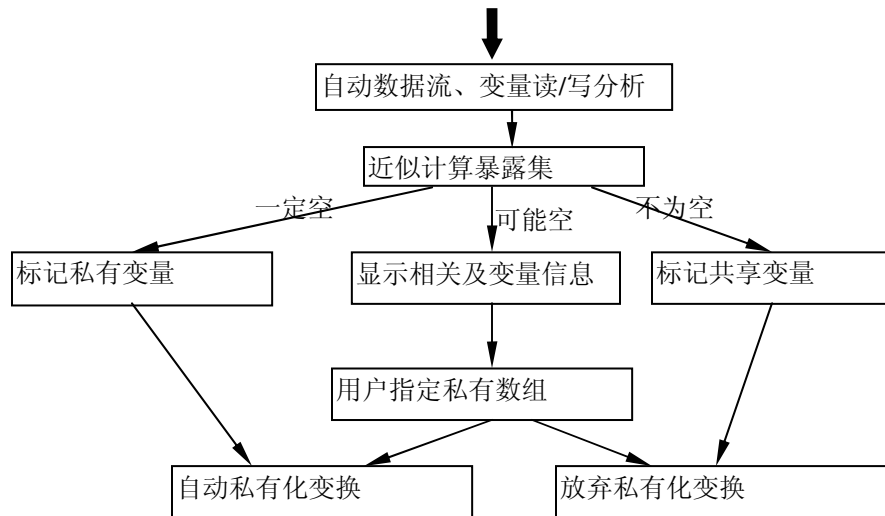 自动数据流、变量读/写分析
近似计算暴露集
一定空
可能空
不为空
标记私有变量
显示相关及变量信息
标记共享变量
用户指定私有数组
自动私有化变换
放弃私有化变换